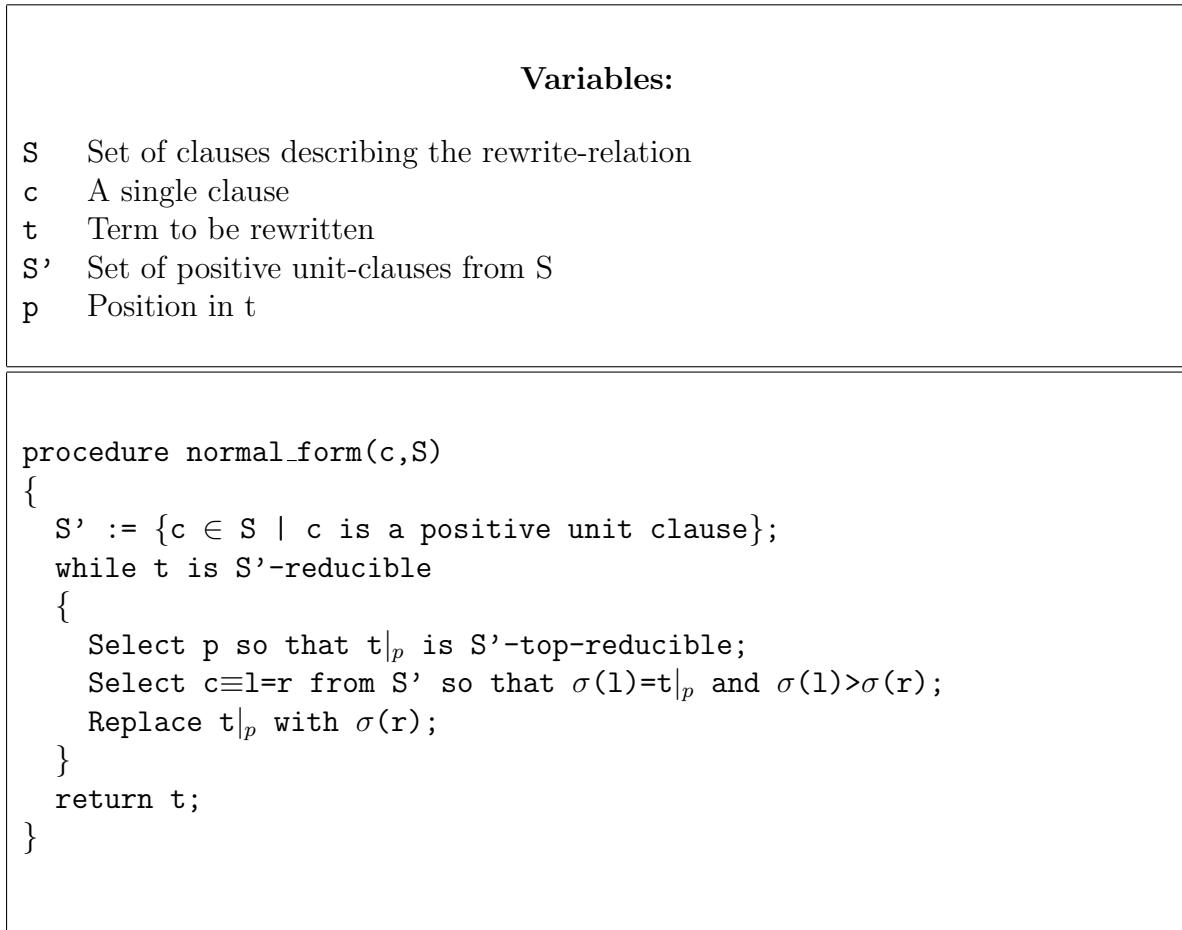 Variables:
S Set of clauses describing the rewrite-relation
c A single clause
t Term to be rewritten
S' Set of positive unit-clauses from S
p Position in t
procedure normal_form(c,S)
{
S' := {c ∈ S | c is a positive unit clause};
while t is S'-reducible
{
Select p so that t|ₚ is S'-top-reducible;
Select c≡l=r from S' so that σ(l)=t|ₚ and σ(l)>σ(r);
Replace t|ₚ with σ(r);
}
return t;
}